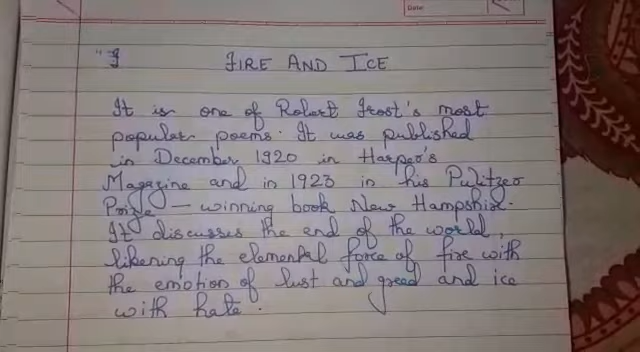 FIRE AND ICE
It is one of Robert Frost's most
popular poems. It was published
in December 1920 in Harper's
Magazine and in 1923 in his Pulitzer
Prize - winning book New Hampshire.
It discusses the end of the world,
likening the elemental force of fire with
the emotion of lust and greed and ice
with hate.